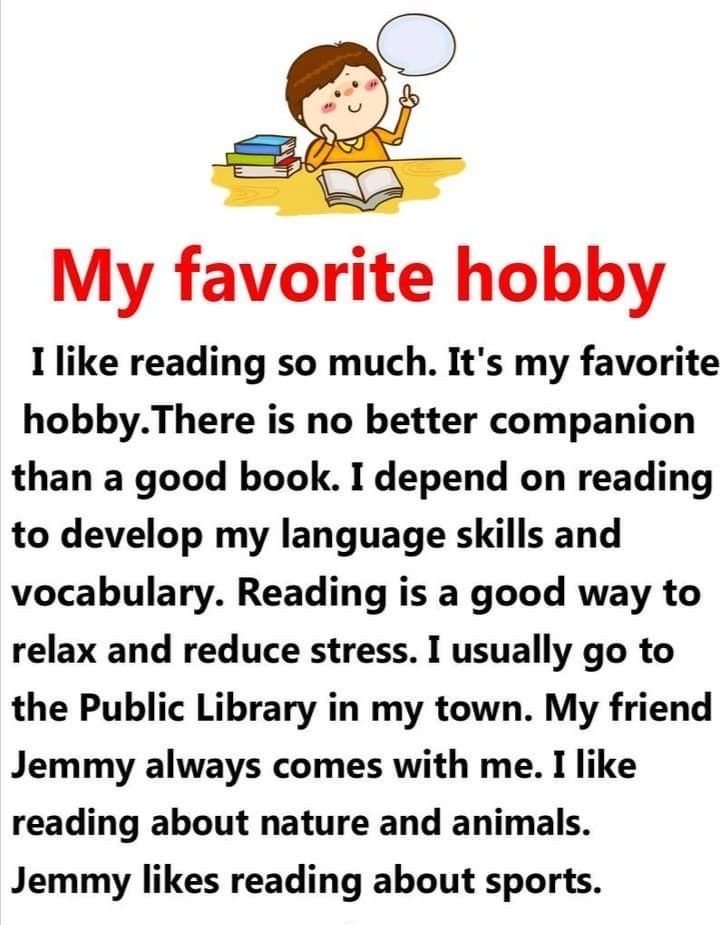 My favorite hobby
I like reading so much. It's my favorite
hobby.There is no better companion
than a good book. I depend on reading
to develop my language skills and
vocabulary. Reading is a good way to
relax and reduce stress. I usually go to
the Public Library in my town. My friend
Jemmy always comes with me. I like
reading about nature and animals.
Jemmy likes reading about sports.